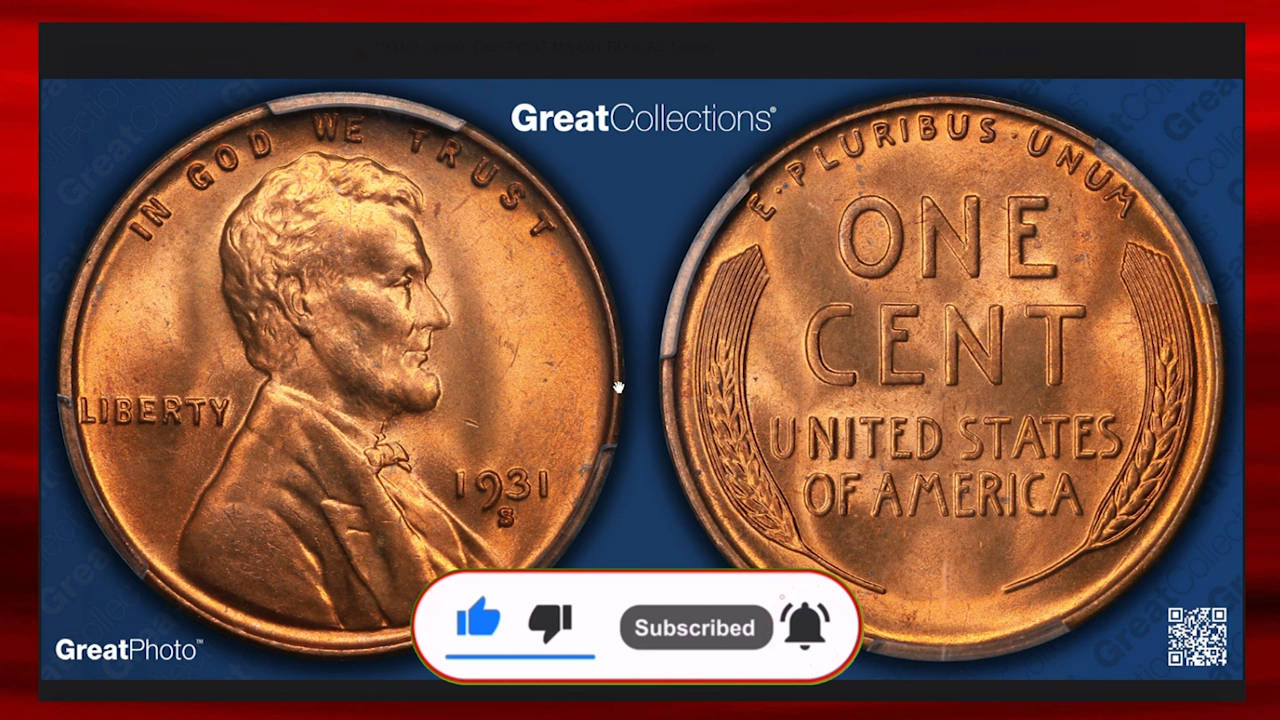 GreatCollections®
IN GOD WE TRUST
LIBERTY
1931
S
E·PLURIBUS·UNUM
ONE
CENT
UNITED STATES
OF AMERICA
GreatPhoto™
Subscribed